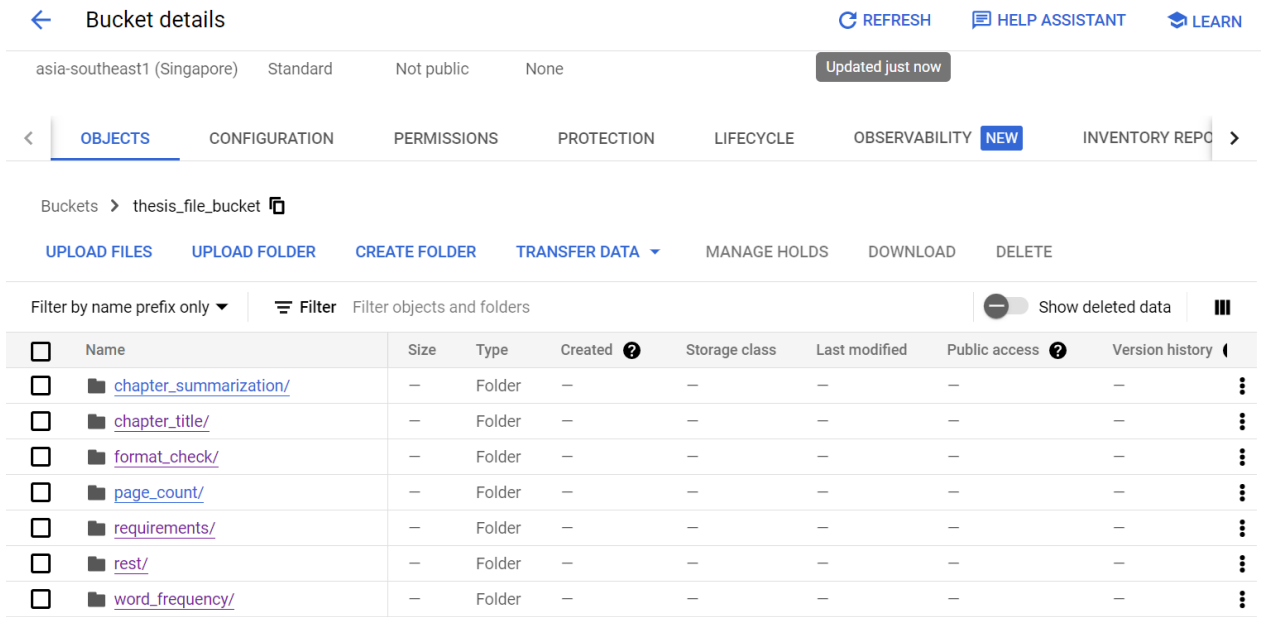 Bucket details REFRESH HELP ASSISTANT LEARN
asia-southeast1 (Singapore) Standard Not public None Updated just now
OBJECTS CONFIGURATION PERMISSIONS PROTECTION LIFECYCLE OBSERVABILITY NEW INVENTORY REPO
Buckets > thesis_file_bucket
UPLOAD FILES UPLOAD FOLDER CREATE FOLDER TRANSFER DATA MANAGE HOLDS DOWNLOAD DELETE
Filter by name prefix only Filter Filter objects and folders Show deleted data
Name Size Type Created Storage class Last modified Public access Version history
chapter_summarization/ — Folder — — — — —
chapter_title/ — Folder — — — — —
format_check/ — Folder — — — — —
page_count/ — Folder — — — — —
requirements/ — Folder — — — — —
rest/ — Folder — — — — —
word_frequency/ — Folder — — — — —